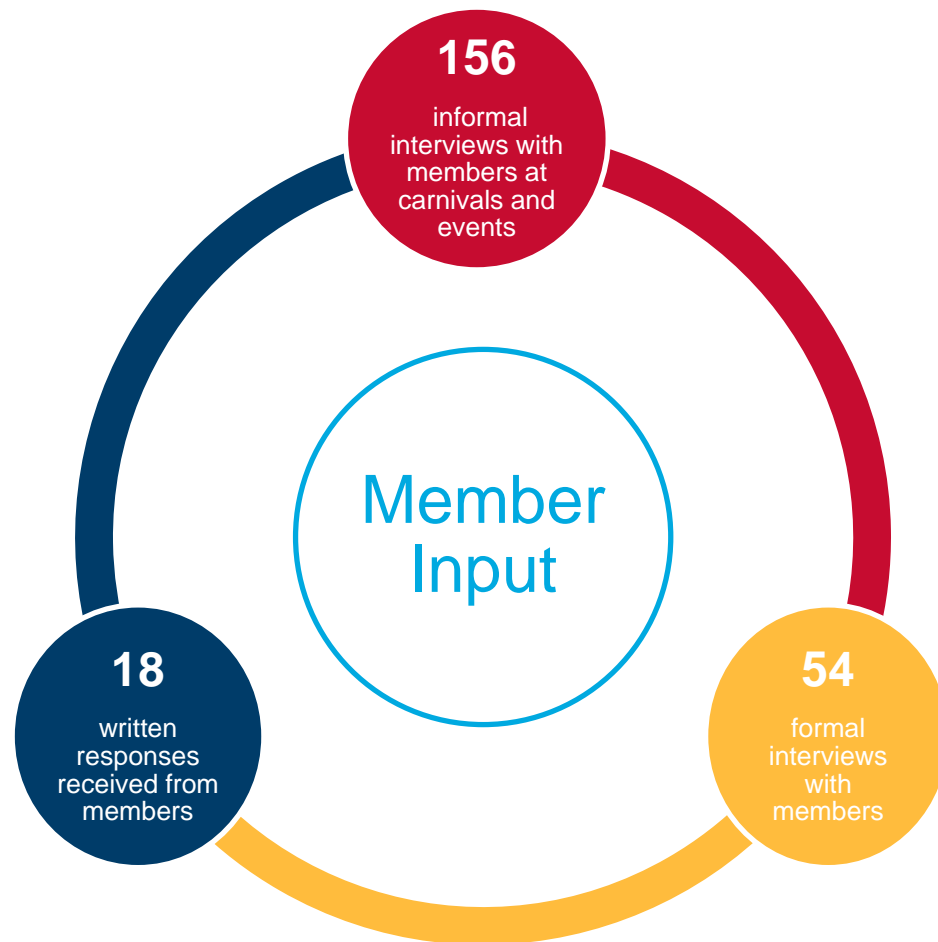 156
informal
interviews with
members at
carnivals and
events
Member
Input
18
written
responses
received from
members
54
formal
interviews
with
members